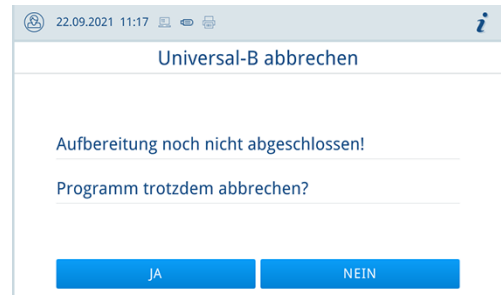 22.09.2021 11:17 i
Universal-B abbrechen
Aufbereitung noch nicht abgeschlossen!
Programm trotzdem abbrechen?
JA NEIN